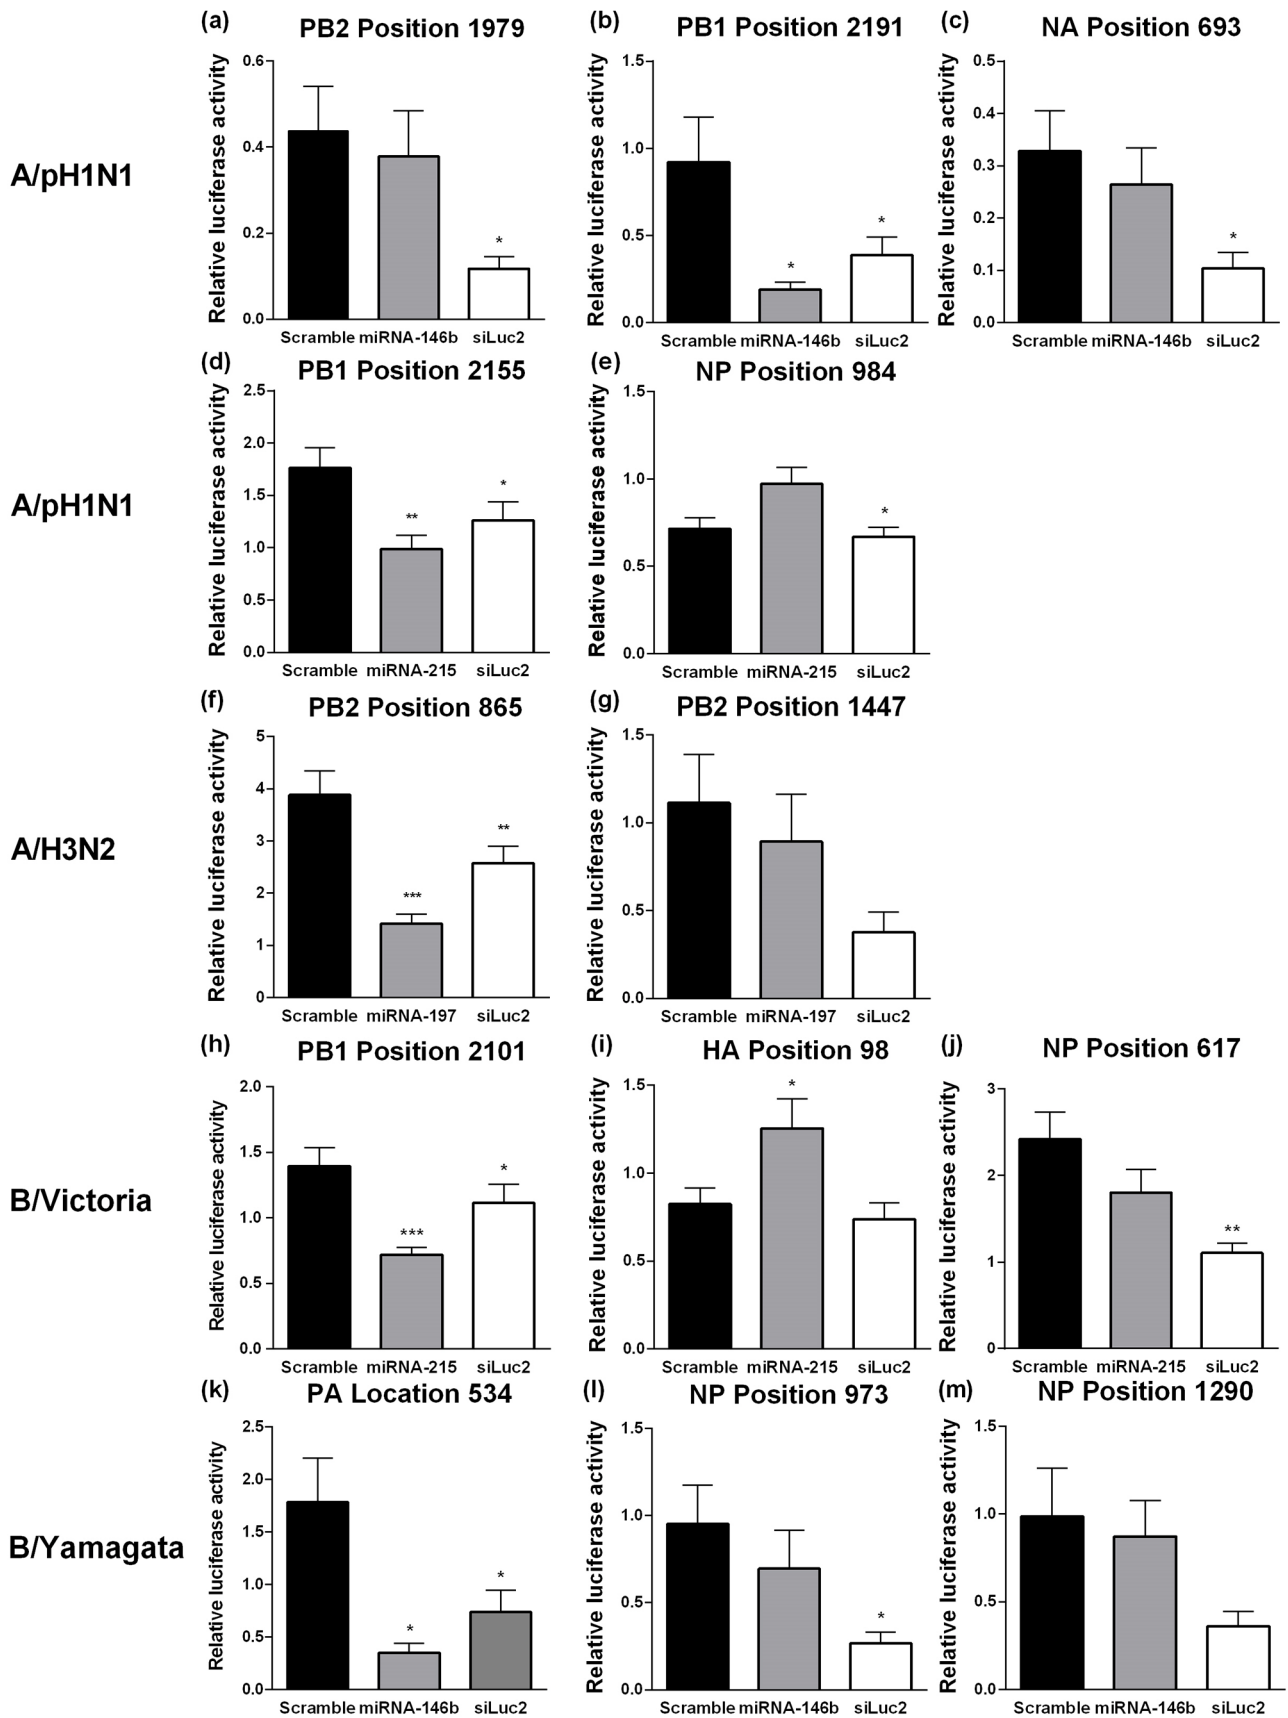 (a) PB2 Position 1979
Relative luciferase activity
0.6
0.4
0.2
0.0
*
Scramble miRNA-146b siLuc2
(b) PB1 Position 2191
Relative luciferase activity
1.5
1.0
0.5
0.0
*
*
Scramble miRNA-146b siLuc2
(c) NA Position 693
Relative luciferase activity
0.5
0.4
0.3
0.2
0.1
0.0
*
Scramble miRNA-146b siLuc2
A/pH1N1
(d) PB1 Position 2155
Relative luciferase activity
2.5
2.0
1.5
1.0
0.5
0.0
**
*
Scramble miRNA-215 siLuc2
(e) NP Position 984
Relative luciferase activity
1.5
1.0
0.5
0.0
*
Scramble miRNA-215 siLuc2
A/pH1N1
(f) PB2 Position 865
Relative luciferase activity
5
4
3
2
1
0
***
**
Scramble miRNA-197 siLuc2
(g) PB2 Position 1447
Relative luciferase activity
1.5
1.0
0.5
0.0
Scramble miRNA-197 siLuc2
A/H3N2
(h) PB1 Position 2101
Relative luciferase activity
2.0
1.5
1.0
0.5
0.0
***
*
Scramble miRNA-215 siLuc2
(i) HA Position 98
Relative luciferase activity
1.5
1.0
0.5
0.0
*
Scramble miRNA-215 siLuc2
(j) NP Position 617
Relative luciferase activity
3
2
1
0
**
Scramble miRNA-215 siLuc2
B/Victoria
(k) PA Location 534
Relative luciferase activity
2.5
2.0
1.5
1.0
0.5
0.0
*
*
Scramble miRNA-146b siLuc2
(l) NP Position 973
Relative luciferase activity
1.5
1.0
0.5
0.0
*
Scramble miRNA-146b siLuc2
(m) NP Position 1290
Relative luciferase activity
1.5
1.0
0.5
0.0
Scramble miRNA-146b siLuc2
B/Yamagata